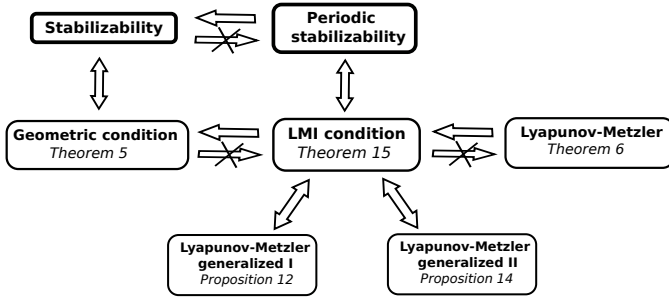 Stabilizability
Periodic
stabilizability
Geometric condition
Theorem 5
LMI condition
Theorem 15
Lyapunov-Metzler
Theorem 6
Lyapunov-Metzler
generalized I
Proposition 12
Lyapunov-Metzler
generalized II
Proposition 14